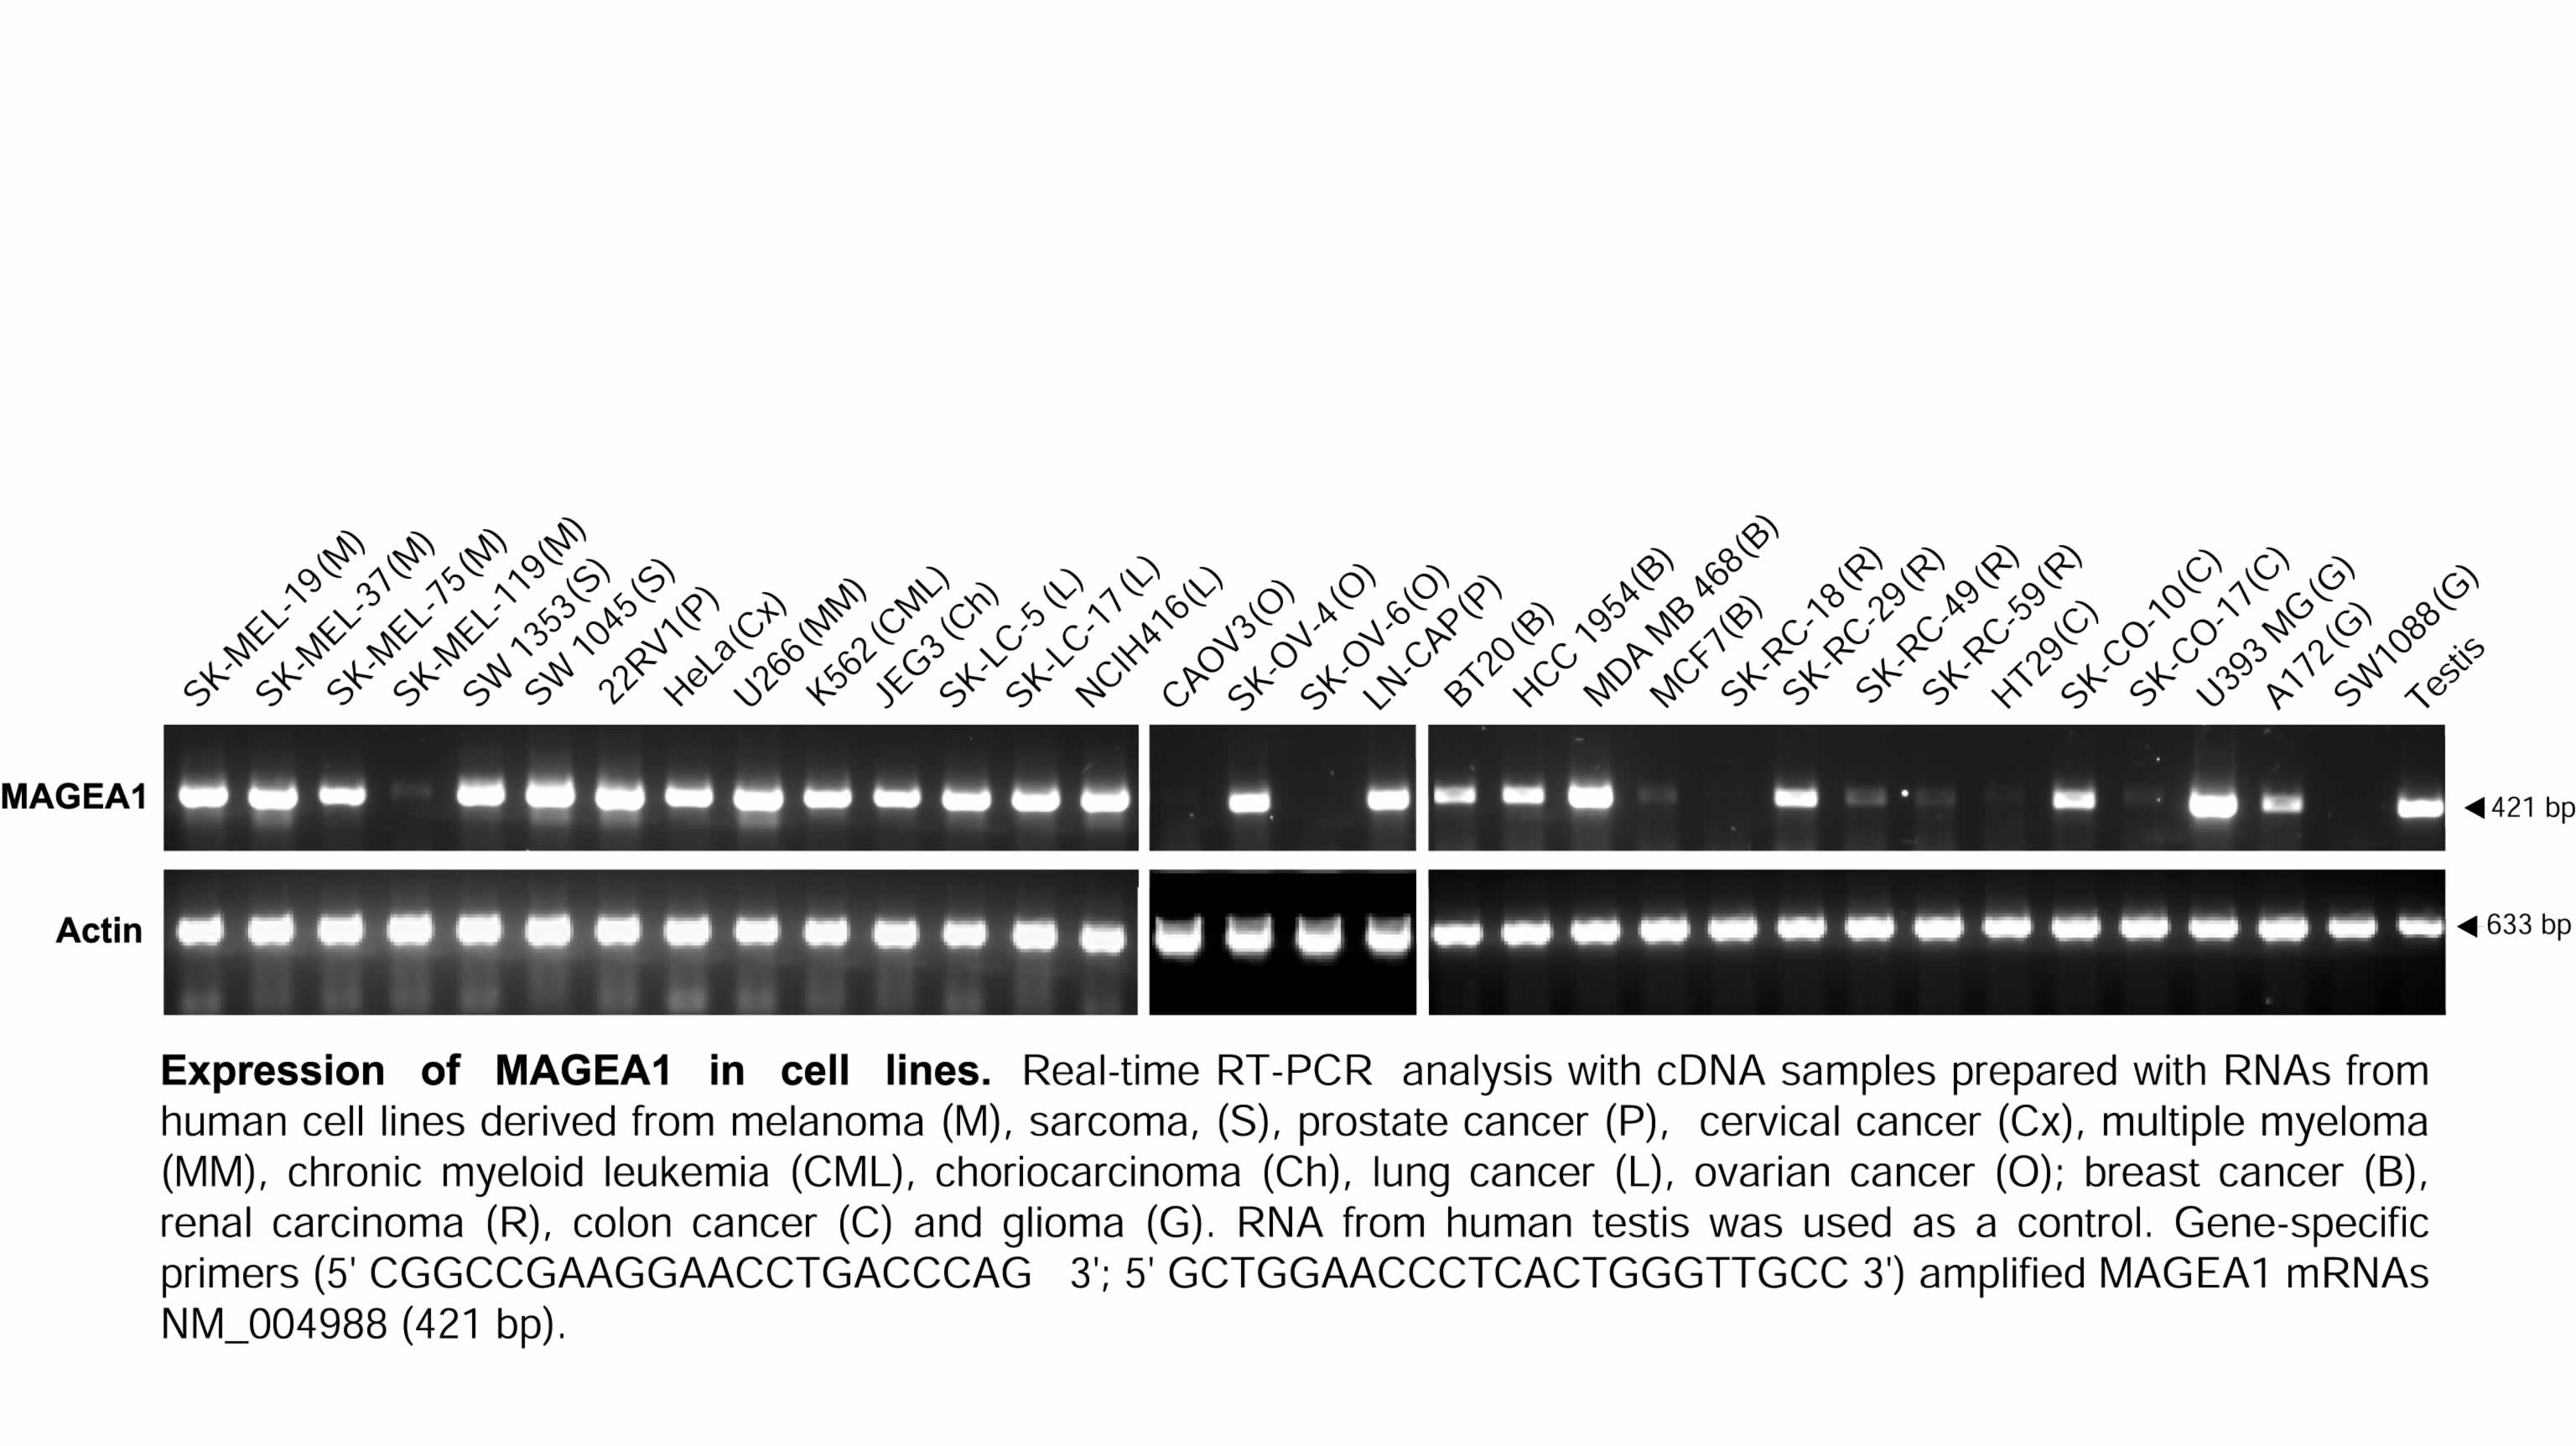 SK-MEL-19 (M)
SK-MEL-37 (M)
SK-MEL-75 (M)
SK-MEL-119 (M)
SW 1353 (S)
SW 1045 (S)
22RV1(P)
HeLa(Cx)
U266 (MM)
K562 (CML)
JEG3 (Ch)
SK-LC-5 (L)
SK-LC-17 (L)
NCIH416(L)
CAOV3(O)
SK-OV-4(O)
SK-OV-6(O)
LN-CAP(P)
BT20 (B)
HCC 1954(B)
MDA MB 468(B)
MCF7(B)
SK-RC-18 (R)
SK-RC-29 (R)
SK-RC-49 (R)
SK-RC-59 (R)
HT29(C)
SK-CO-10(C)
SK-CO-17(C)
U393 MG(G)
A172(G)
SW1088(G)
Testis
MAGEA1
421 bp
Actin
633 bp
Expression of MAGEA1 in cell lines. Real-time RT-PCR analysis with cDNA samples prepared with RNAs from
human cell lines derived from melanoma (M), sarcoma, (S), prostate cancer (P), cervical cancer (Cx), multiple myeloma
(MM), chronic myeloid leukemia (CML), choriocarcinoma (Ch), lung cancer (L), ovarian cancer (O); breast cancer (B),
renal carcinoma (R), colon cancer (C) and glioma (G). RNA from human testis was used as a control. Gene-specific
primers (5' CGGCCGAAGGAACCTGACCCAG 3'; 5' GCTGGAACCCTCACTGGGTTGCC 3') amplified MAGEA1 mRNAs
NM_004988 (421 bp).